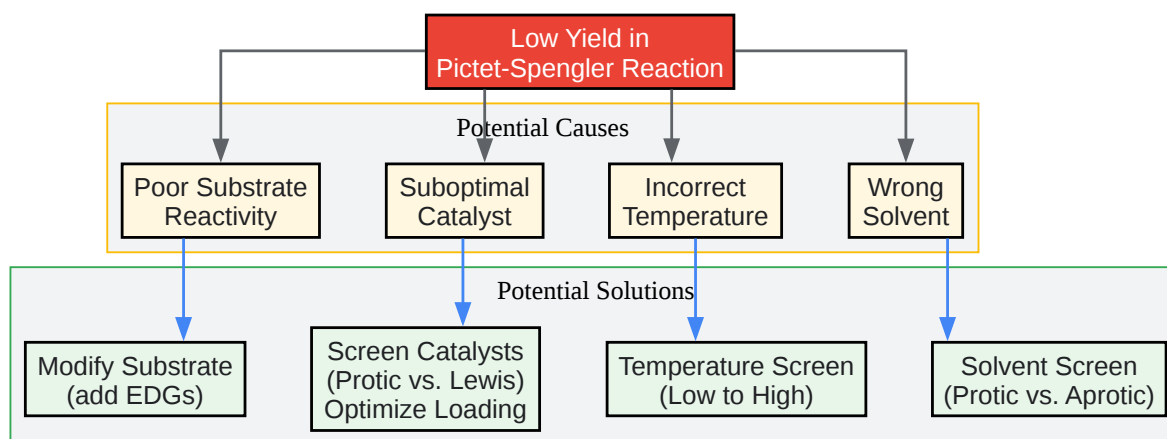 Low Yield in
Pictet-Spengler Reaction
Potential Causes
Poor Substrate
Reactivity
Suboptimal
Catalyst
Incorrect
Temperature
Wrong
Solvent
Potential Solutions
Modify Substrate
(add EDGs)
Screen Catalysts
(Protic vs. Lewis)
Optimize Loading
Temperature Screen
(Low to High)
Solvent Screen
(Protic vs. Aprotic)